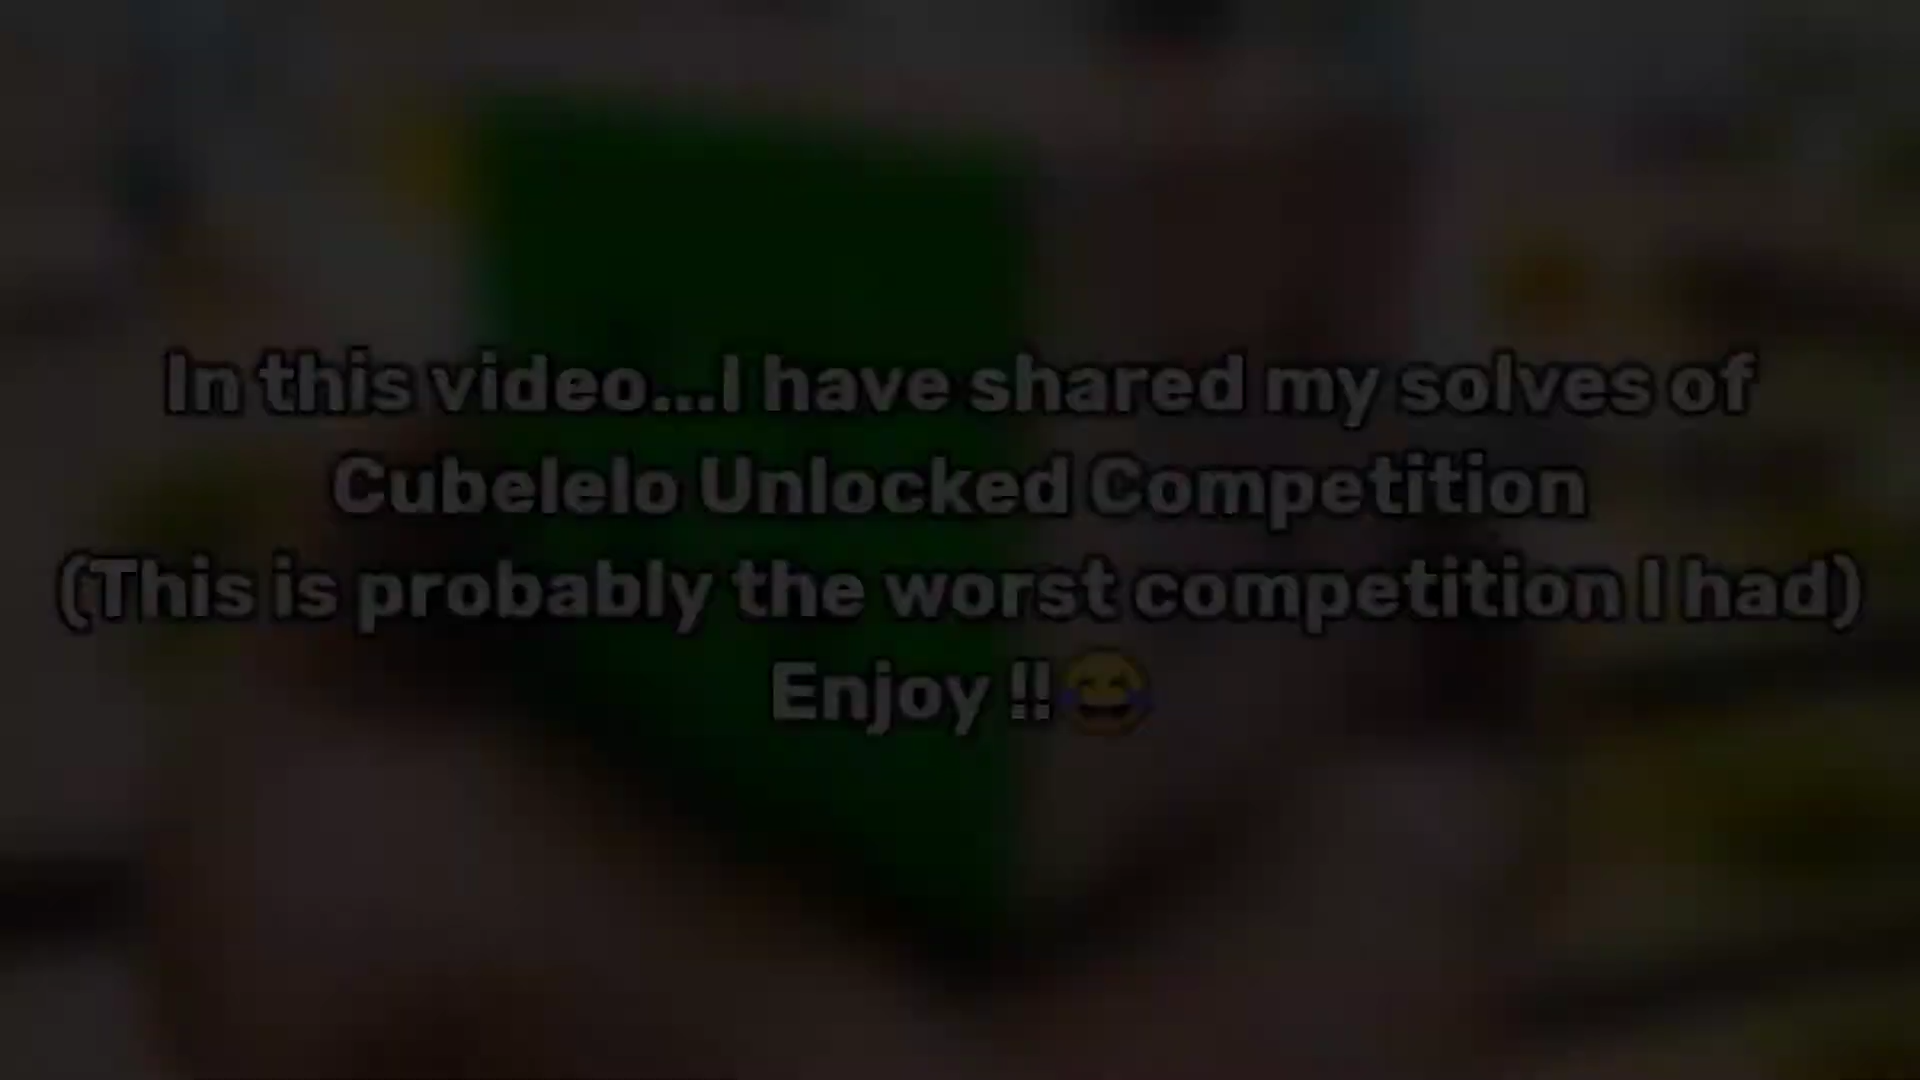 In this video...I have shared my solves of
Cubelelo Unlocked Competition
(This is probably the worst competition I had)
Enjoy !!😂